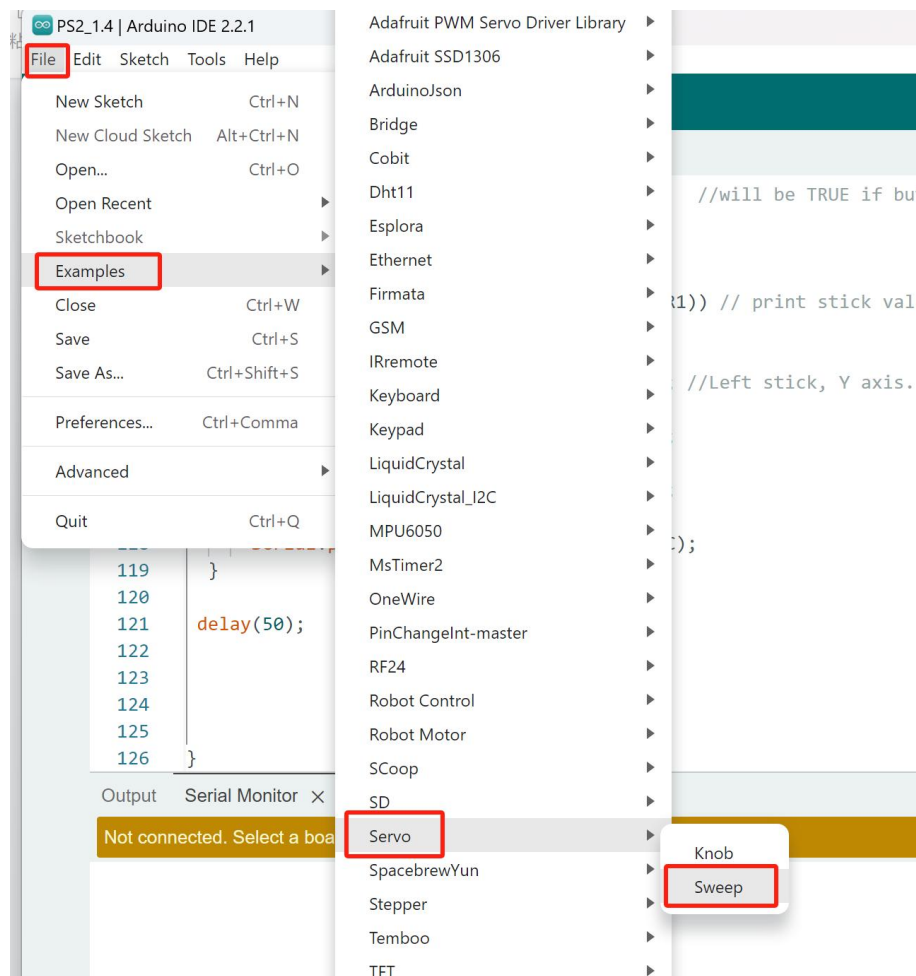 PS2_1.4 | Arduino IDE 2.2.1
File Edit Sketch Tools Help
New Sketch Ctrl+N
New Cloud Sketch Alt+Ctrl+N
Open... Ctrl+O
Open Recent
Sketchbook
Examples
Close Ctrl+W
Save Ctrl+S
Save As... Ctrl+Shift+S
Preferences... Ctrl+Comma
Advanced
Quit Ctrl+Q
Adafruit PWM Servo Driver Library
Adafruit SSD1306
ArduinoJson
Bridge
Cobit
Dht11
Esplora
Ethernet
Firmata
GSM
IRremote
Keyboard
Keypad
LiquidCrystal
LiquidCrystal_I2C
MPU6050
MsTimer2
OneWire
PinChangeInt-master
RF24
Robot Control
Robot Motor
SCoop
SD
Servo
SpacebrewYun
Stepper
Temboo
TFT
Knob
Sweep
//will be TRUE if bu
R1)) // print stick val
//Left stick, Y axis.
);
119 }
120
121 delay(50);
122
123
124
125
126 }
Output Serial Monitor
Not connected. Select a boa